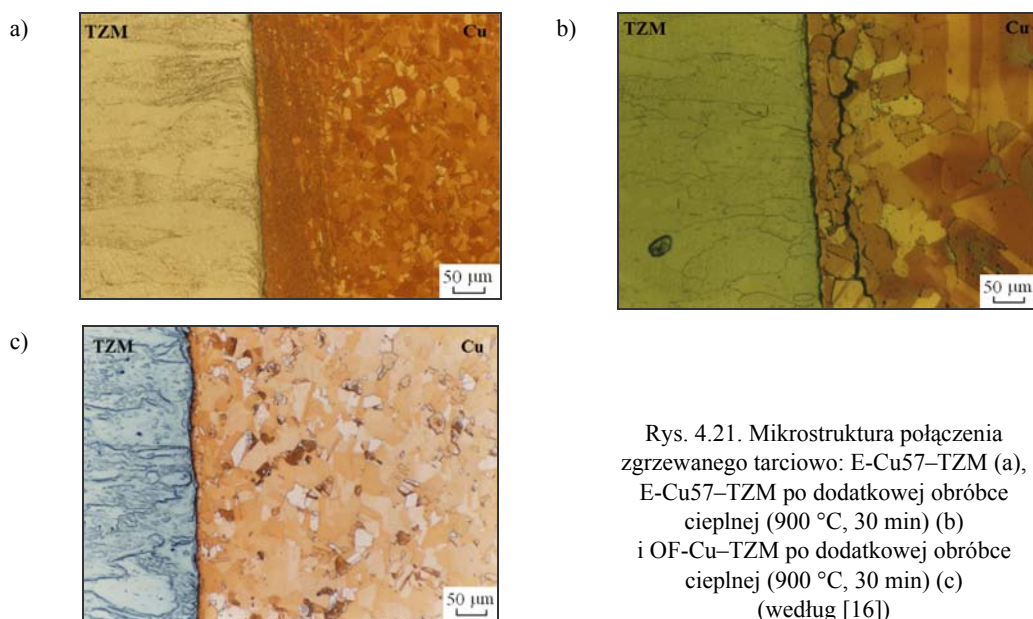 a)
TZM Cu
50 µm
b)
TZM Cu
50 µm
c)
TZM Cu
50 µm
Rys. 4.21. Mikrostruktura połączenia
zgrzewanego tarciowo: E-Cu57–TZM (a),
E-Cu57–TZM po dodatkowej obróbce
cieplnej (900 °C, 30 min) (b)
i OF-Cu–TZM po dodatkowej obróbce
cieplnej (900 °C, 30 min) (c)
(według [16])